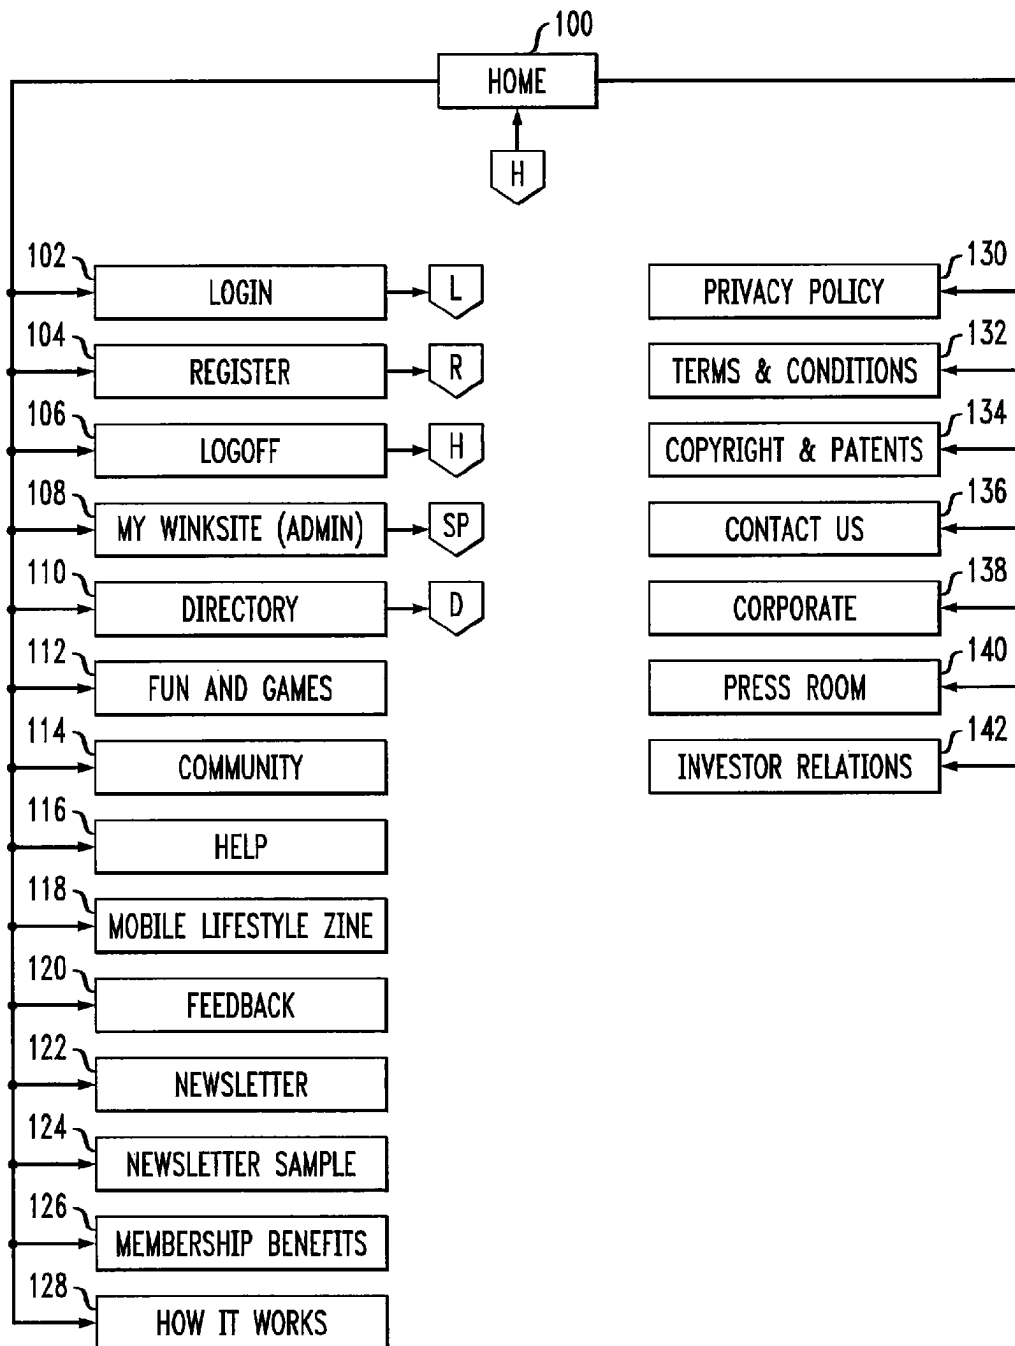 100
HOME
H
102
LOGIN
L
104
REGISTER
R
106
LOGOFF
H
108
MY WINKSITE (ADMIN)
SP
110
DIRECTORY
D
112
FUN AND GAMES
114
COMMUNITY
116
HELP
118
MOBILE LIFESTYLE ZINE
120
FEEDBACK
122
NEWSLETTER
124
NEWSLETTER SAMPLE
126
MEMBERSHIP BENEFITS
128
HOW IT WORKS
130
PRIVACY POLICY
132
TERMS & CONDITIONS
134
COPYRIGHT & PATENTS
136
CONTACT US
138
CORPORATE
140
PRESS ROOM
142
INVESTOR RELATIONS